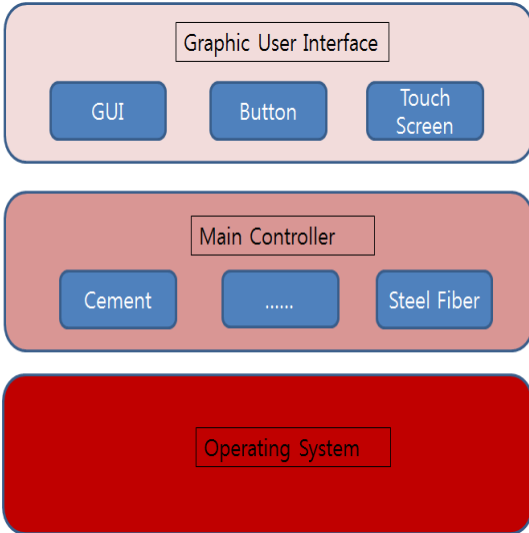 Graphic User Interface
GUI
Button
Touch
Screen
Main Controller
Cement
......
Steel Fiber
Operating System